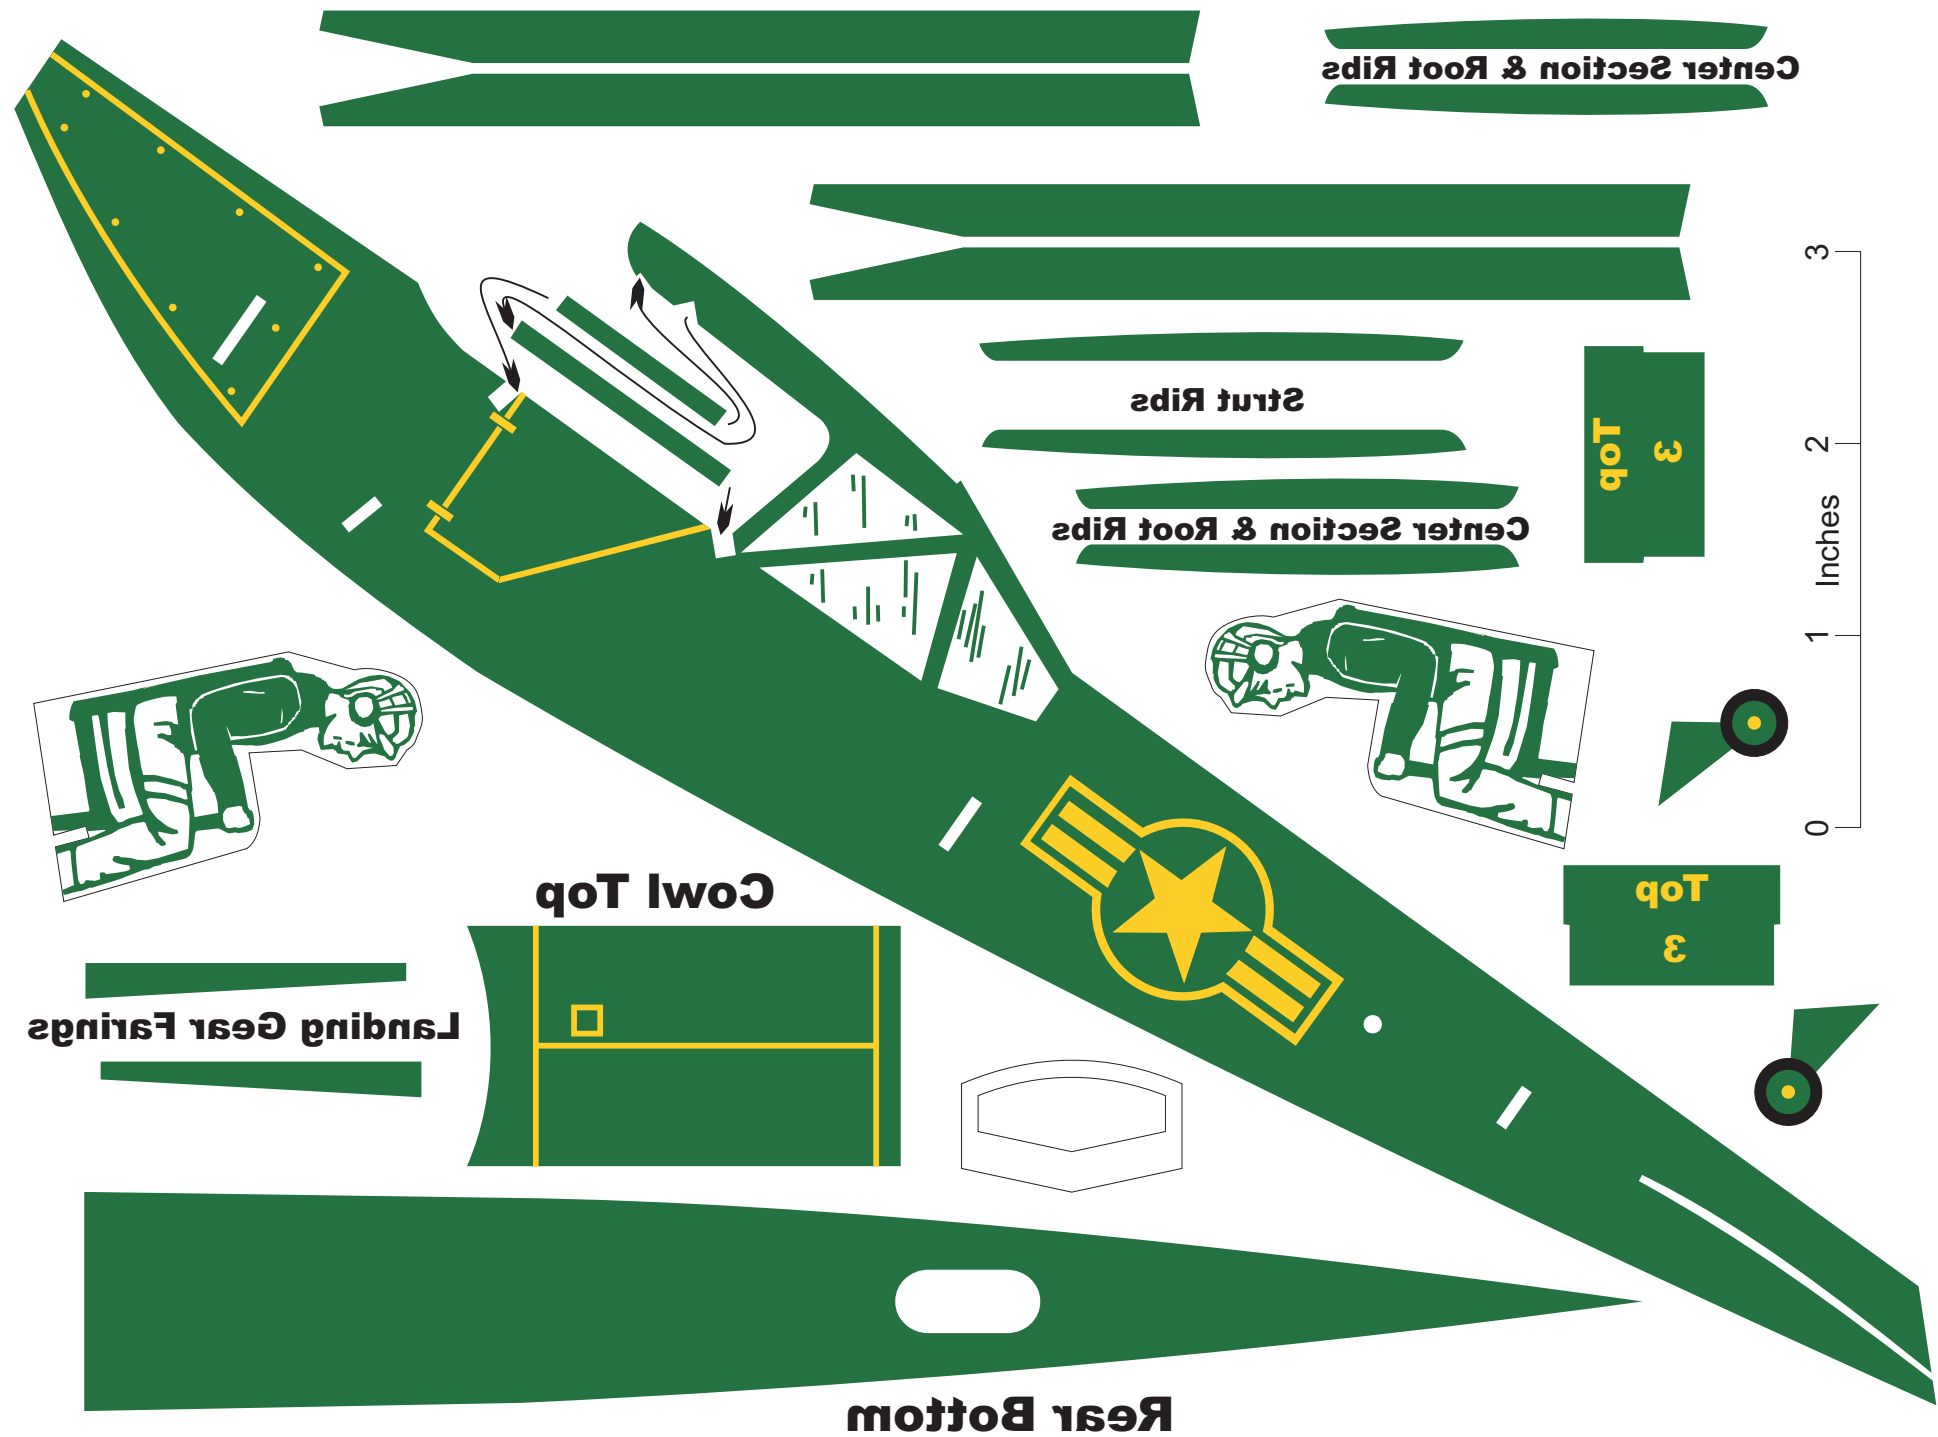 Center Section & Root Ribs
3
Strut Ribs
Top
3
2
Center Section & Root Ribs
Inches
1
0
Cowl Top
Top
3
Landing Gear Farings
Rear Bottom